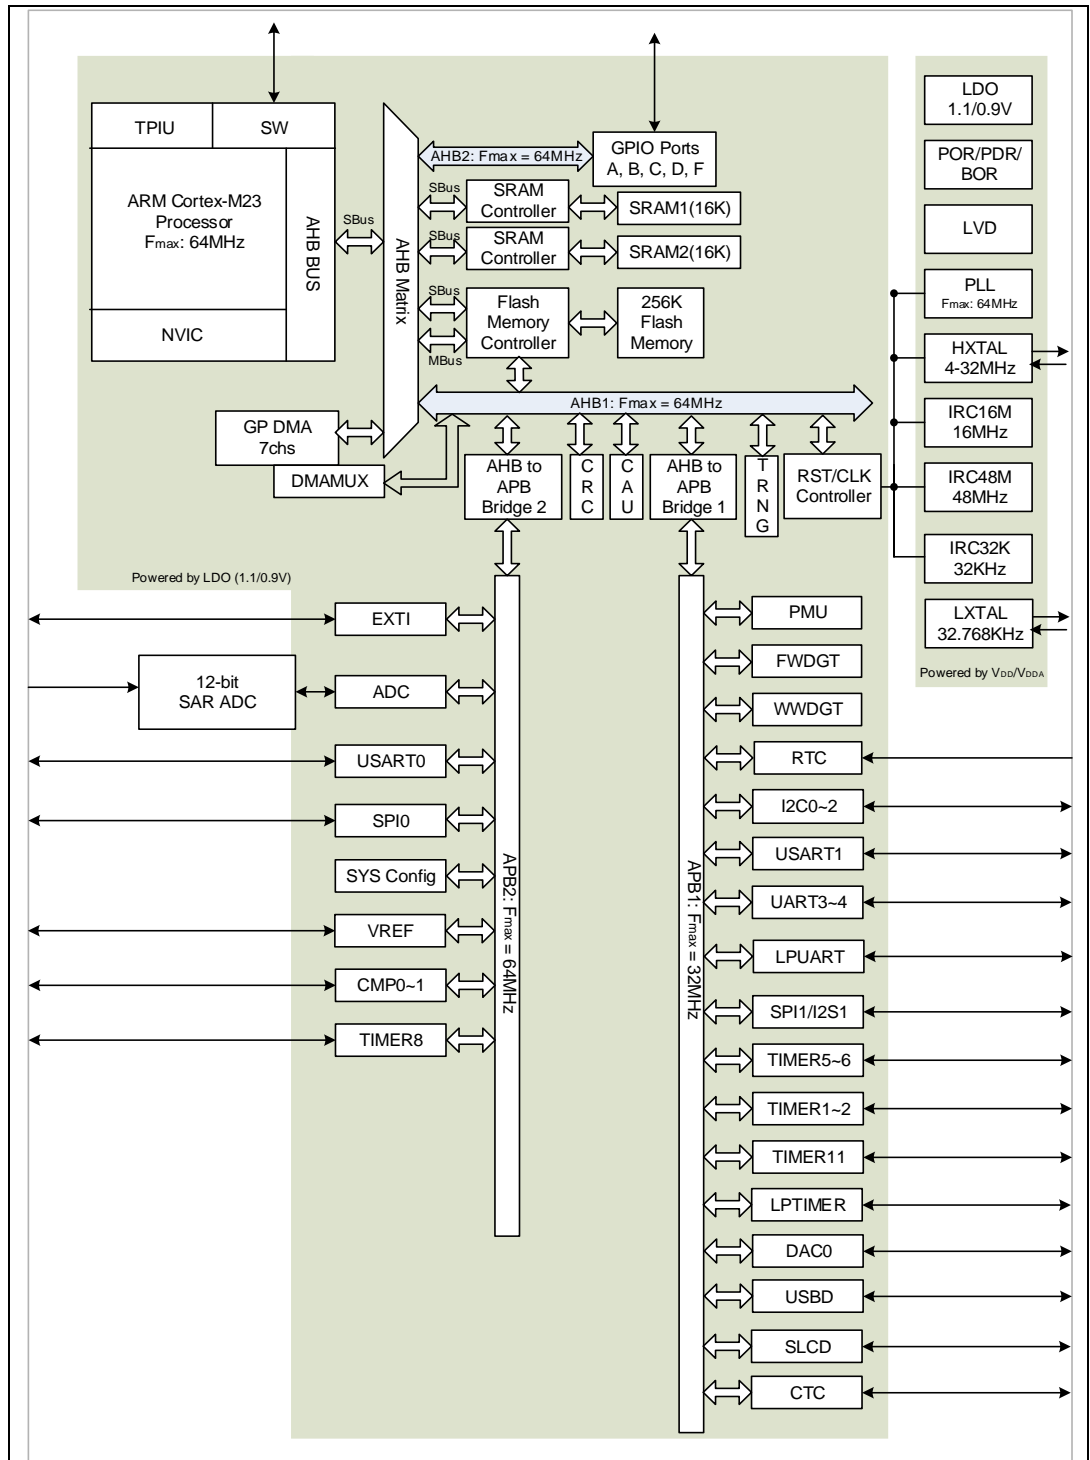 TPIU
SW
ARM Cortex-M23
Processor
Fmax: 64MHz
AHB BUS
NVIC
SBus
AHB Matrix
AHB2: Fmax = 64MHz
GPIO Ports
A, B, C, D, F
SBus
SRAM
Controller
SRAM1(16K)
SBus
SRAM
Controller
SRAM2(16K)
SBus
MBus
Flash
Memory
Controller
256K
Flash
Memory
AHB1: Fmax = 64MHz
GP DMA
7chs
DMAMUX
AHB to
APB
Bridge 2
C
R
C
C
A
U
AHB to
APB
Bridge 1
T
R
N
G
RST/CLK
Controller
LDO
1.1/0.9V
POR/PDR/
BOR
LVD
PLL
Fmax: 64MHz
HXTAL
4-32MHz
IRC16M
16MHz
IRC48M
48MHz
IRC32K
32KHz
LXTAL
32.768KHz
Powered by VDD/VDDA
Powered by LDO (1.1/0.9V)
EXTI
12-bit
SAR ADC
ADC
USART0
SPI0
SYS Config
VREF
CMP0~1
TIMER8
APB2: Fmax = 64MHz
APB1: Fmax = 32MHz
PMU
FWDGT
WWDGT
RTC
I2C0~2
USART1
UART3~4
LPUART
SPI1/I2S1
TIMER5~6
TIMER1~2
TIMER11
LPTIMER
DAC0
USBD
SLCD
CTC